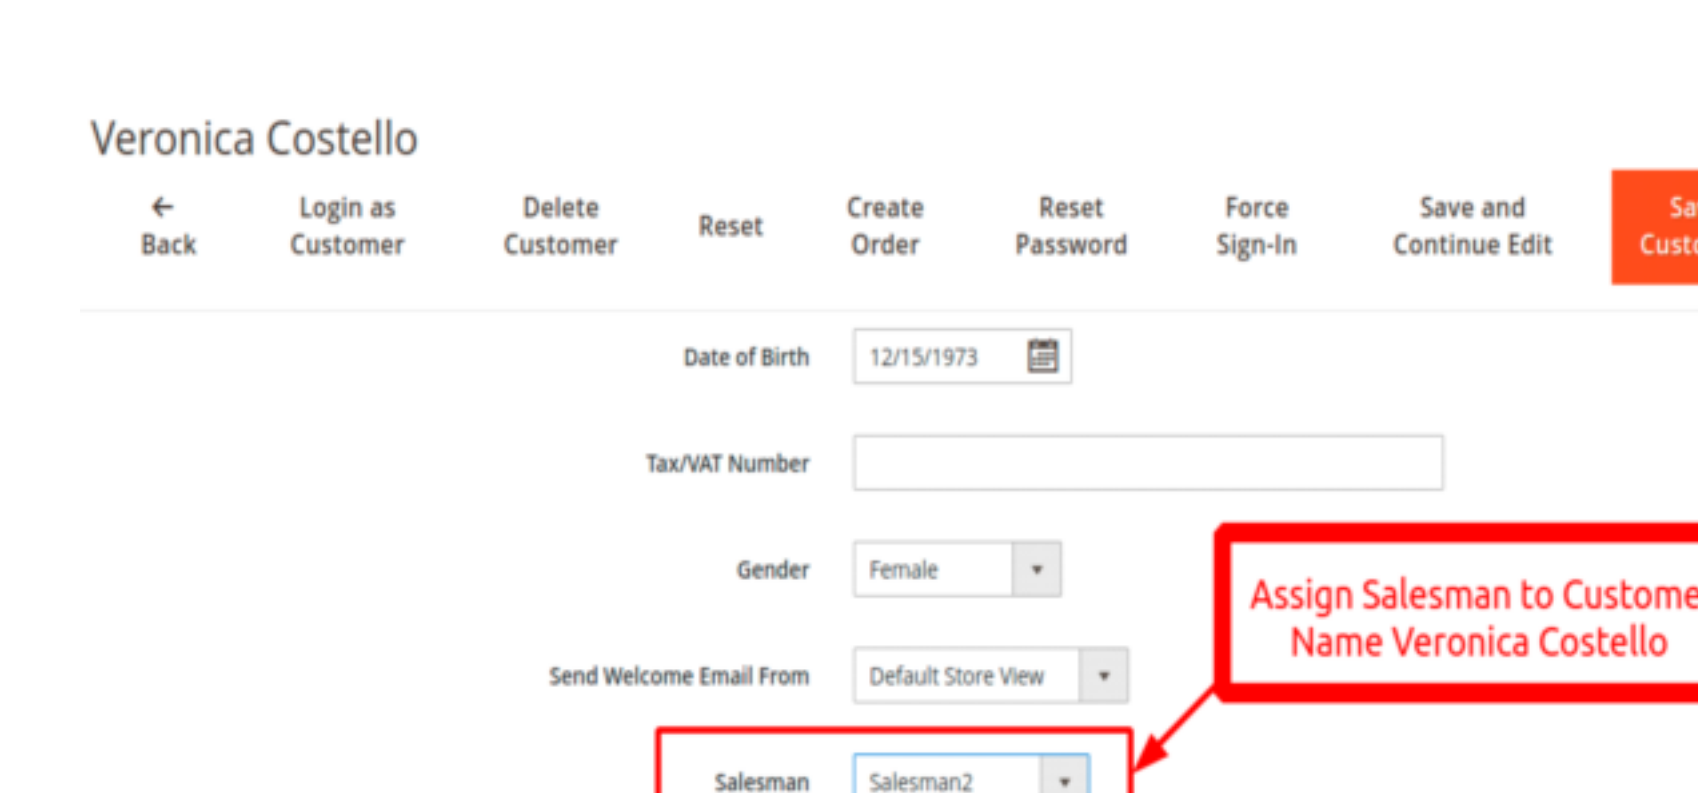 Veronica Costello
← Back
Login as Customer
Delete Customer
Reset
Create Order
Reset Password
Force Sign-In
Save and Continue Edit
Date of Birth 12/15/1973
Tax/VAT Number
Gender Female
Assign Salesman to
Name Veronica Costello
Send Welcome Email From Default Store View
Salesman Salesman2